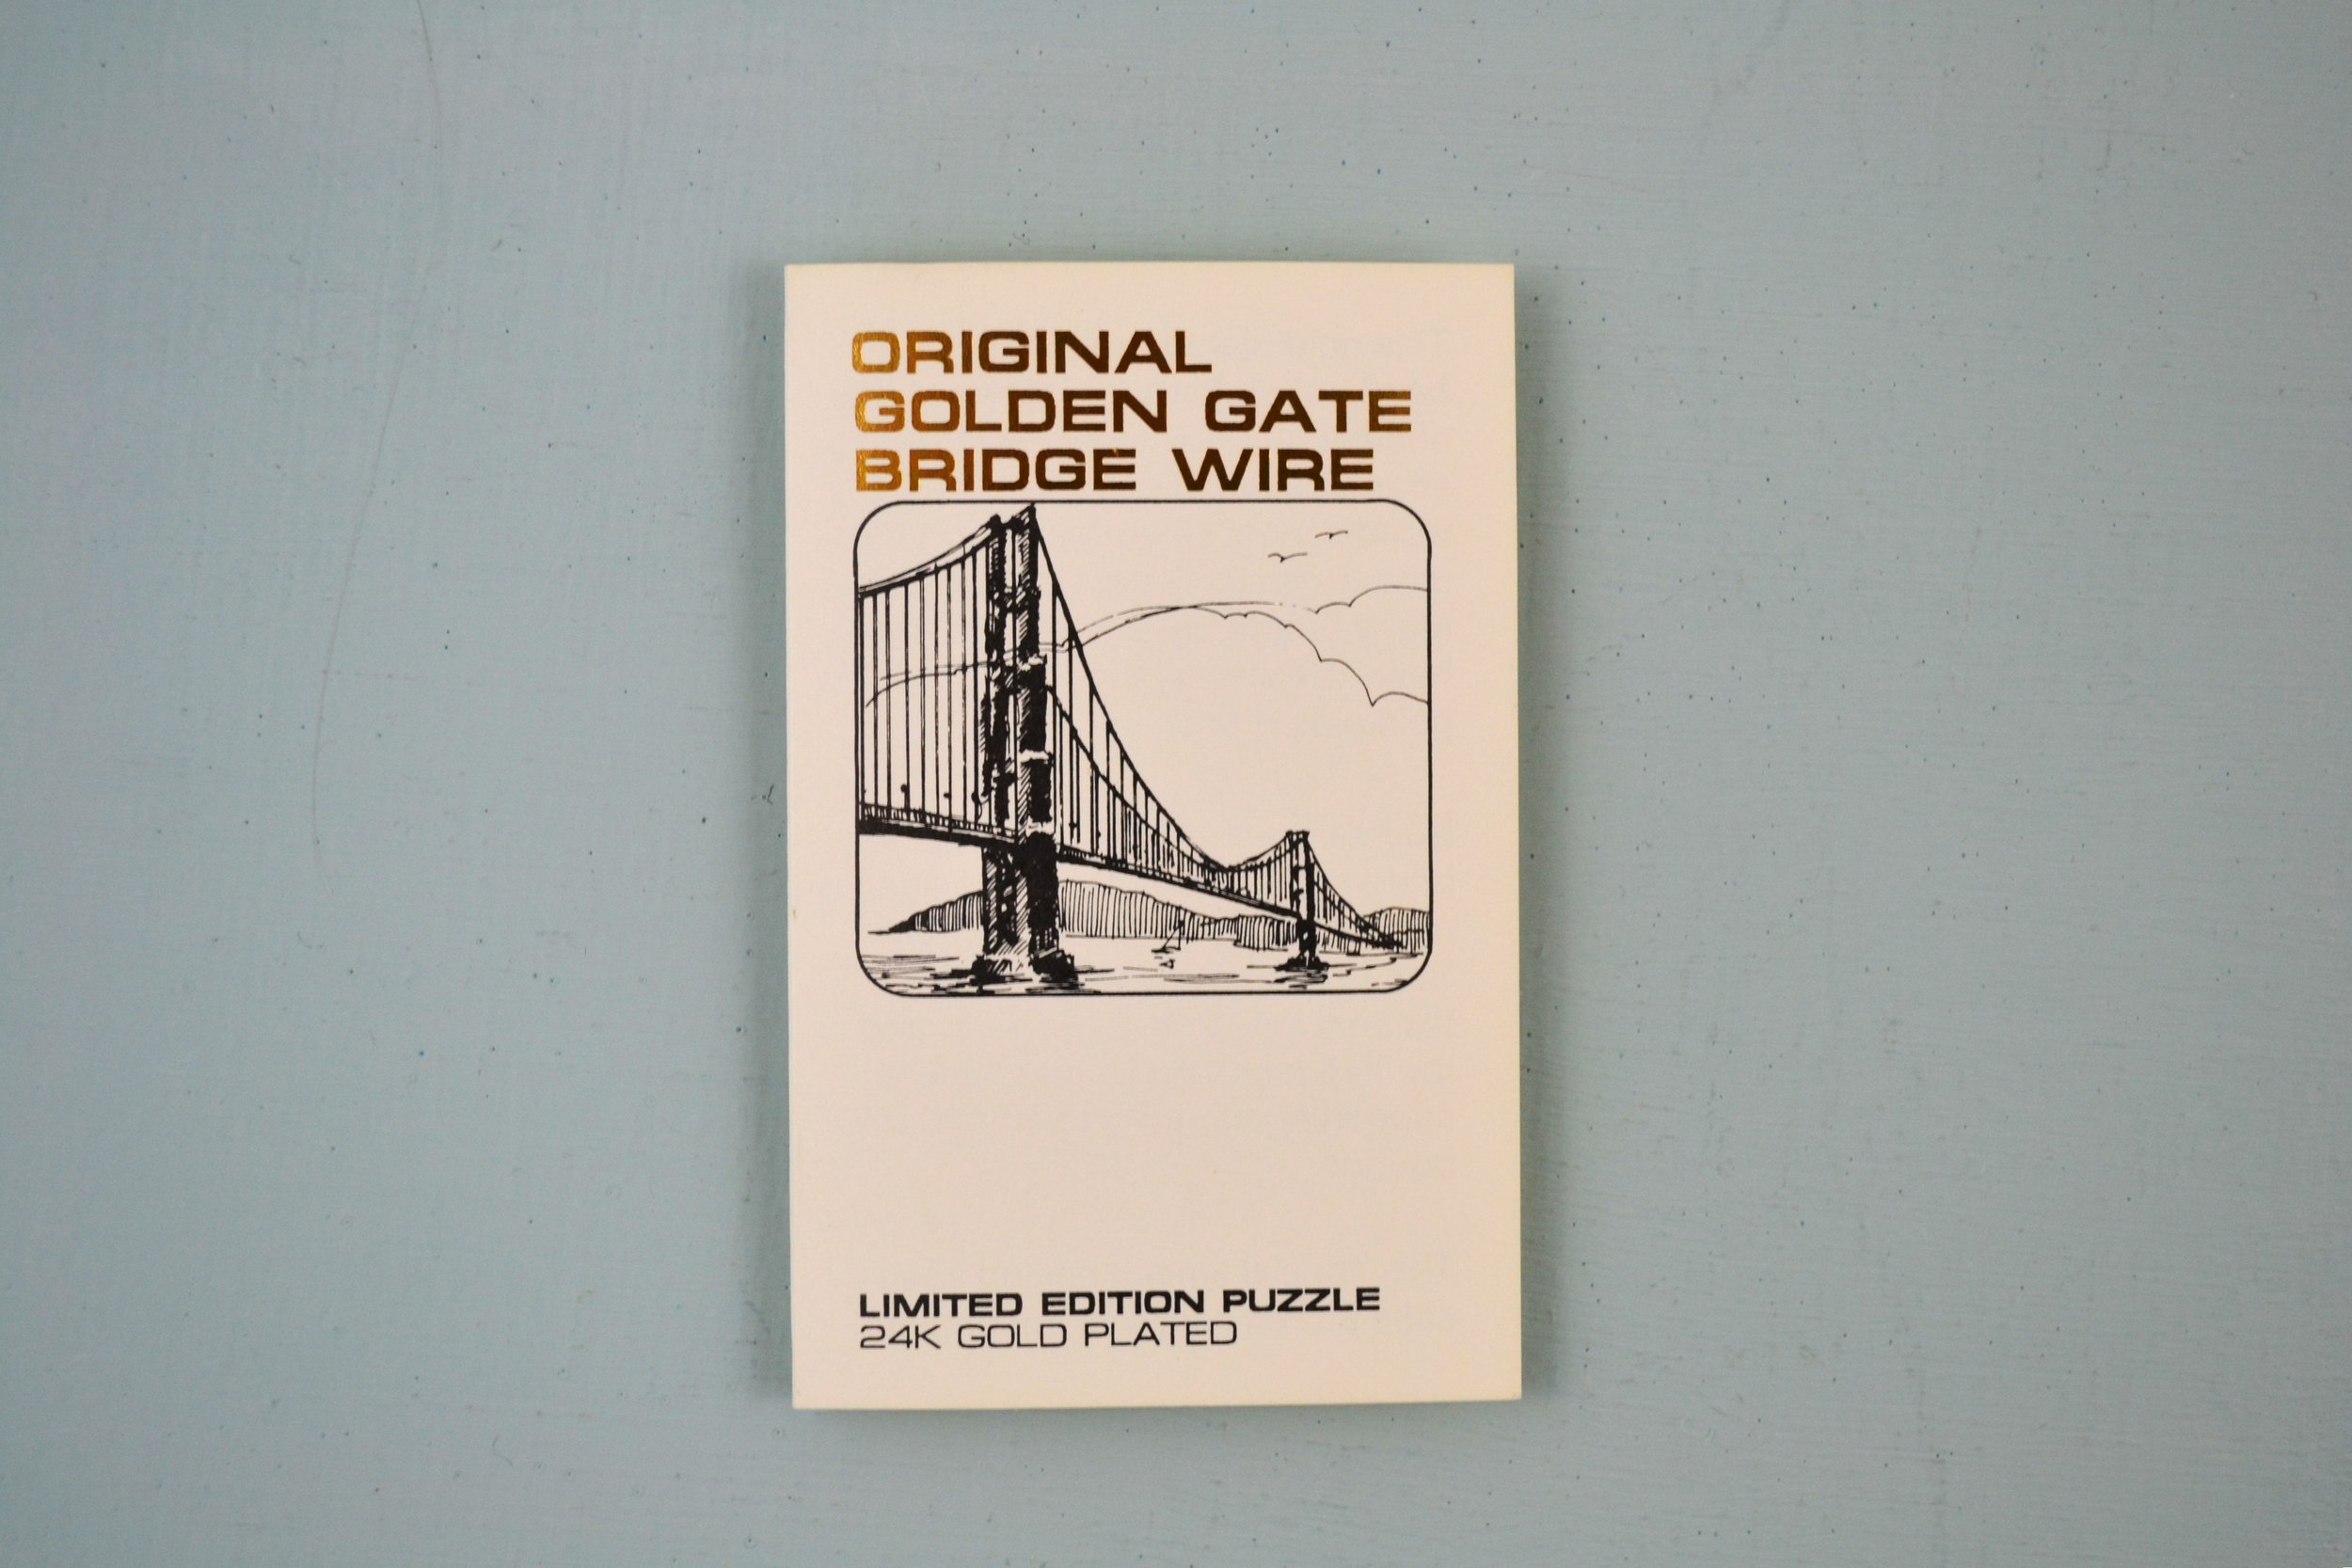 ORIGINAL
GOLDEN GATE
BRIDGE WIRE
LIMITED EDITION PUZZLE
24K GOLD PLATED